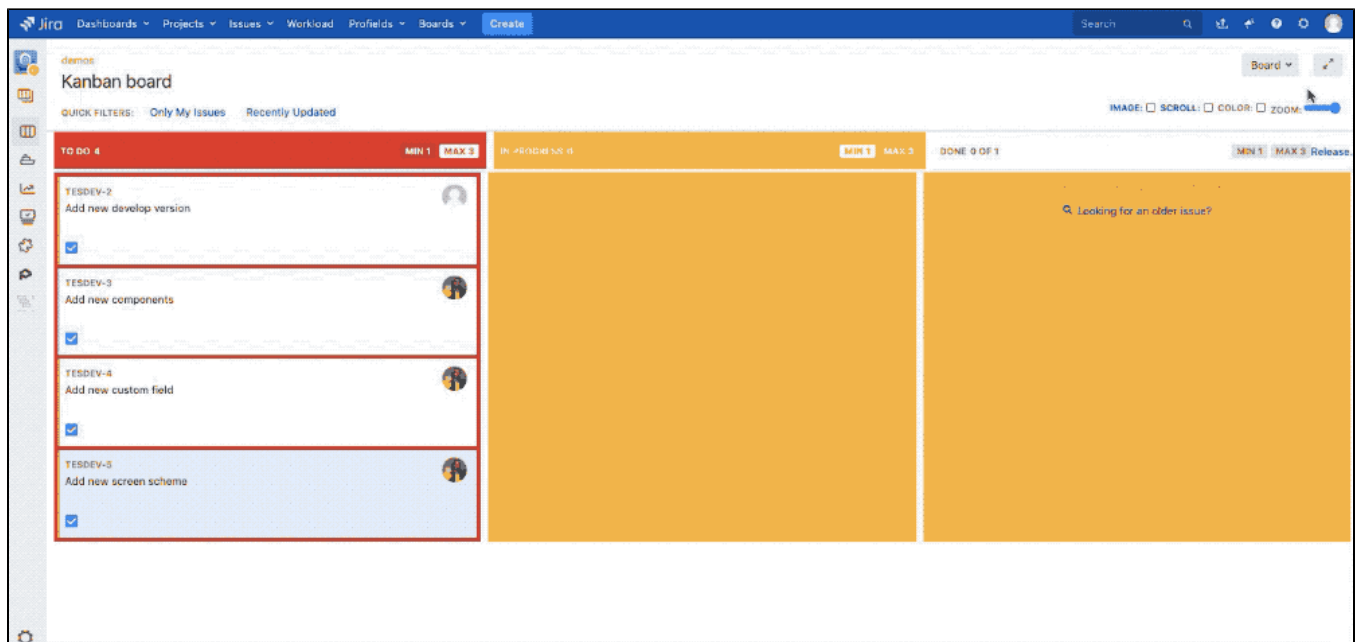 Jira Dashboards Projects Issues Workload Profields Boards Create Search
demos
Kanban board
Board
QUICK FILTERS: Only My Issues Recently Updated
IMAGE: SCROLL: COLOR: ZOOM:
TO DO 4 MIN 1 MAX 3
IN PROGRESS 0 MIN 1 MAX 3
DONE 0 OF 1 MIN 1 MAX 3 Release...
TESDEV-2
Add new develop version
TESDEV-3
Add new components
TESDEV-4
Add new custom field
TESDEV-5
Add new screen scheme
Looking for an older issue?